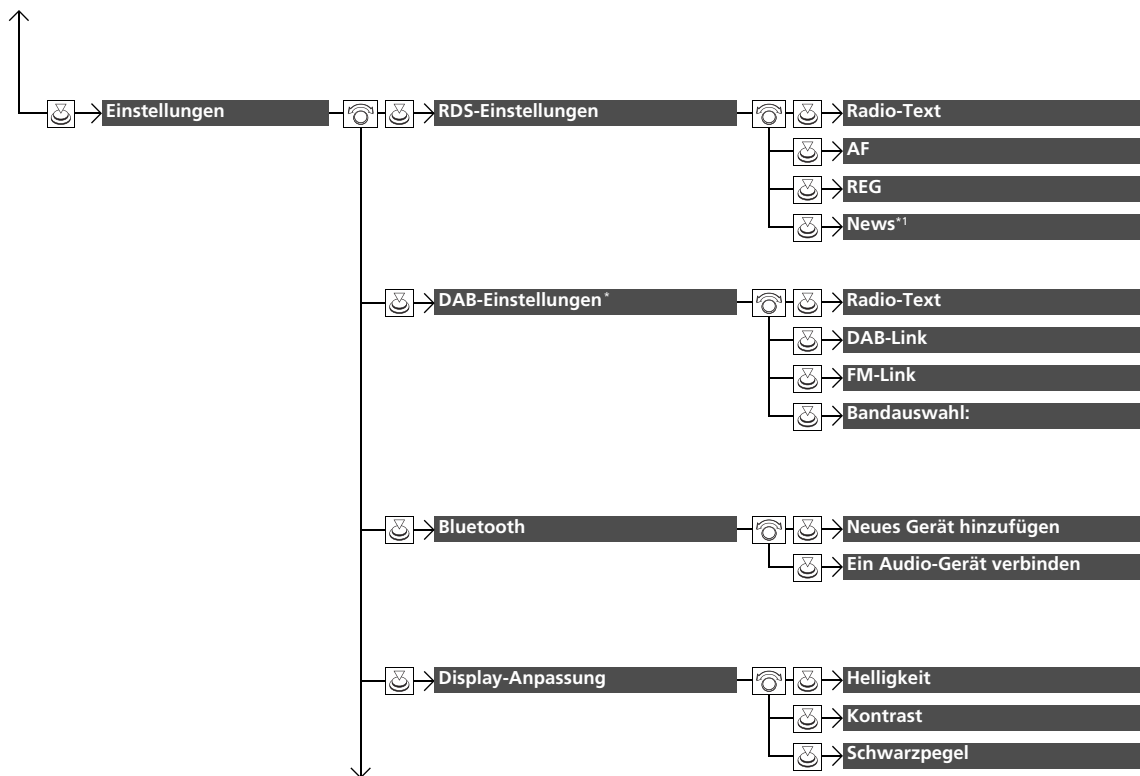 Einstellungen
RDS-Einstellungen
Radio-Text
AF
REG
News*1
DAB-Einstellungen*
Radio-Text
DAB-Link
FM-Link
Bandauswahl:
Bluetooth
Neues Gerät hinzufügen
Ein Audio-Gerät verbinden
Display-Anpassung
Helligkeit
Kontrast
Schwarzpegel